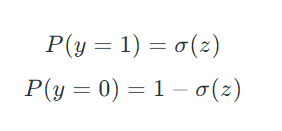 P(y = 1) = σ(z)
P(y = 0) = 1 − σ(z)